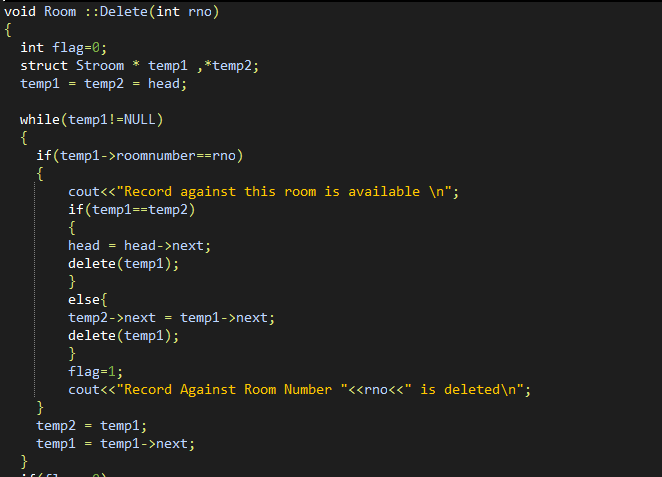 void Room ::Delete(int rno)
{
int flag=0;
struct Stroom * temp1 ,*temp2;
temp1 = temp2 = head;
while(temp1!=NULL)
{
if(temp1->roomnumber==rno)
{
cout<<"Record against this room is available \n";
if(temp1==temp2)
{
head = head->next;
delete(temp1);
}
else{
temp2->next = temp1->next;
delete(temp1);
}
flag=1;
cout<<"Record Against Room Number "<<rno<<" is deleted\n";
}
temp2 = temp1;
temp1 = temp1->next;
}